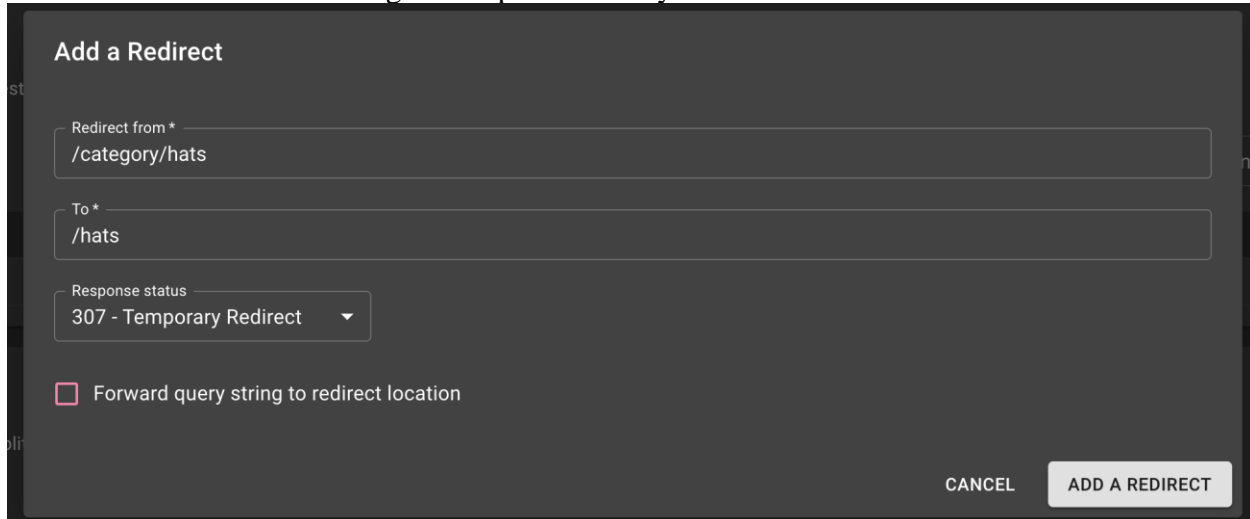 Add a Redirect
Redirect from *
/category/hats
To *
/hats
Response status
307 - Temporary Redirect
Forward query string to redirect location
CANCEL ADD A REDIRECT